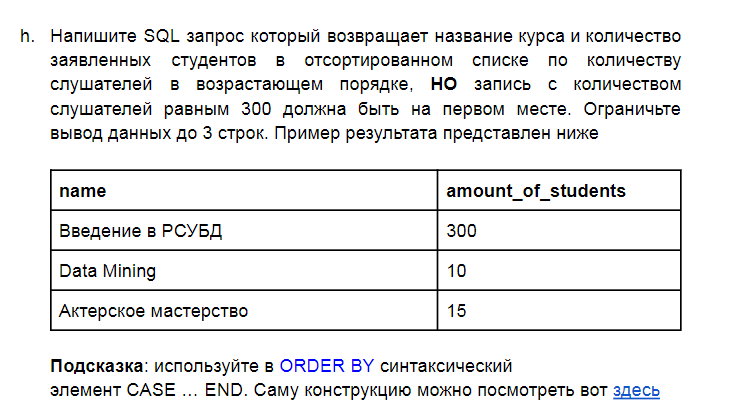 h. Напишите SQL запрос который возвращает название курса и количество
заявленных студентов в отсортированном списке по количеству
слушателей в возрастающем порядке, НО запись с количеством
слушателей равным 300 должна быть на первом месте. Ограничьте
вывод данных до 3 строк. Пример результата представлен ниже
name amount_of_students
Введение в РСУБД 300
Data Mining 10
Актерское мастерство 15
Подсказка: используйте в ORDER BY синтаксический
элемент CASE … END. Саму конструкцию можно посмотреть вот здесь